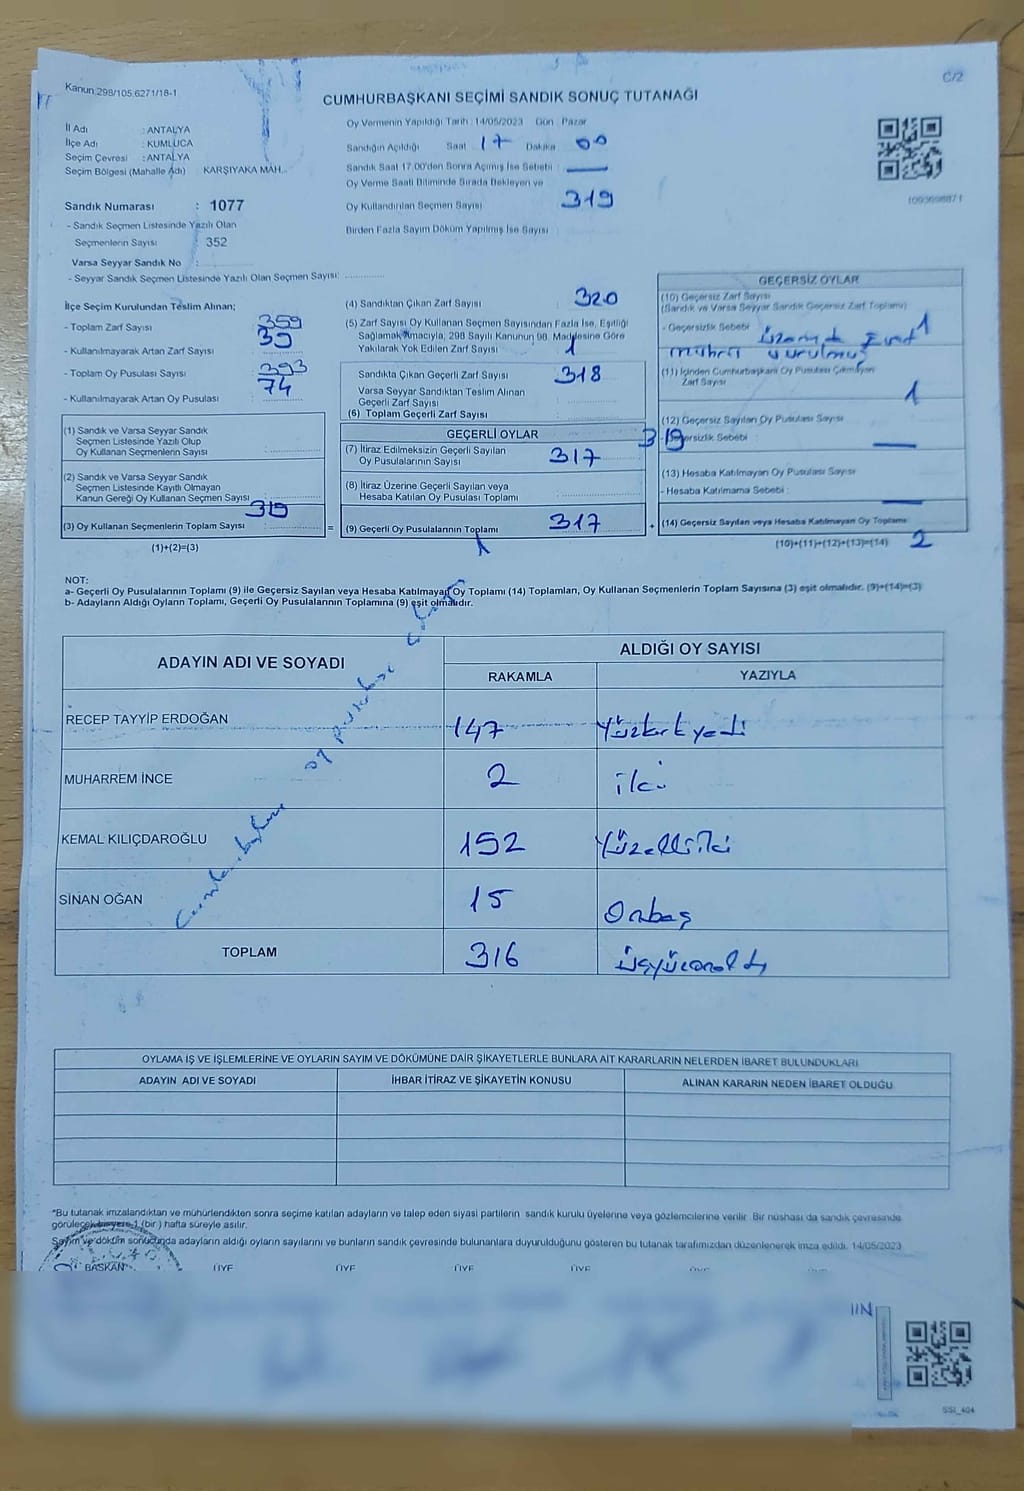 Kanun:298/105,6271/18-1
C/2
CUMHURBAŞKANI SEÇİMİ SANDIK SONUÇ TUTANAĞI
İl Adı : ANTALYA
İlçe Adı : KUMLUCA
Seçim Çevresi : ANTALYA
Seçim Bölgesi (Mahalle Adı) : KARŞIYAKA MAH.
Oy Vermenin Yapıldığı Tarih : 14/05/2023 Gün : Pazar
Sandığın Açıldığı Saat 17 Dakika 00
Sandık Saat 17.00'den Sonra Açılmış İse Sebebi :
Oy Verme Saati Bitiminde Sırada Bekleyen ve
Oy Kullandırılan Seçmen Sayısı 319
Birden Fazla Sayım Döküm Yapılmış İse Sayısı
Sandık Numarası : 1077
- Sandık Seçmen Listesinde Yazılı Olan
Seçmenlerin Sayısı : 352
Varsa Seyyar Sandık No :
- Seyyar Sandık Seçmen Listesinde Yazılı Olan Seçmen Sayısı:
İlçe Seçim Kurulundan Teslim Alınan;
- Toplam Zarf Sayısı : 359
- Kullanılmayarak Artan Zarf Sayısı : 39
- Toplam Oy Pusulası Sayısı : 393
- Kullanılmayarak Artan Oy Pusulası : 74
(1) Sandık ve Varsa Seyyar Sandık
Seçmen Listesinde Yazılı Olup
Oy Kullanan Seçmenlerin Sayısı
(2) Sandık ve Varsa Seyyar Sandık
Seçmen Listesinde Kayıtlı Olmayan
Kanun Gereği Oy Kullanan Seçmen Sayısı
319
(3) Oy Kullanan Seçmenlerin Toplam Sayısı
(1)+(2)=(3)
(4) Sandıktan Çıkan Zarf Sayısı 320
(5) Zarf Sayısı Oy Kullanan Seçmen Sayısından Fazla İse, Eşitliği
Sağlamak Amacıyla, 298 Sayılı Kanunun 98. Maddesine Göre
Yakılarak Yok Edilen Zarf Sayısı 1
Sandıkta Çıkan Geçerli Zarf Sayısı 318
Varsa Seyyar Sandıktan Teslim Alınan
Geçerli Zarf Sayısı
(6) Toplam Geçerli Zarf Sayısı
GEÇERLİ OYLAR
(7) İtiraz Edilmeksizin Geçerli Sayılan
Oy Pusulalarının Sayısı 317
(8) İtiraz Üzerine Geçerli Sayılan veya
Hesaba Katılan Oy Pusulası Toplamı
(9) Geçerli Oy Pusulalarının Toplamı 317
1
=
+
GEÇERSİZ OYLAR
(10) Geçersiz Zarf Sayısı
(Sandık ve Varsa Seyyar Sandık Geçersiz Zarf Toplamı)
1
- Geçersizlik Sebebi : Üzerinde Evet
mührü vurulmuş
(11) İçinden Cumhurbaşkanı Oy Pusulası Çıkmayan
Zarf Sayısı
1
(12) Geçersiz Sayılan Oy Pusulası Sayısı
319
- Geçersizlik Sebebi :
(13) Hesaba Katılmayan Oy Pusulası Sayısı
- Hesaba Katılmama Sebebi :
(14) Geçersiz Sayılan veya Hesaba Katılmayan Oy Toplamı
(10)+(11)+(12)+(13)=(14) 2
NOT:
a- Geçerli Oy Pusulalarının Toplamı (9) ile Geçersiz Sayılan veya Hesaba Katılmayan Oy Toplamı (14) Toplamları, Oy Kullanan Seçmenlerin Toplam Sayısına (3) eşit olmalıdır. (9)+(14)=(3)
b- Adayların Aldığı Oyların Toplamı, Geçerli Oy Pusulalarının Toplamına (9) eşit olmalıdır.
ADAYIN ADI VE SOYADI
ALDIĞI OY SAYISI
RAKAMLA YAZIYLA
RECEP TAYYİP ERDOĞAN 147 Yüzkırkyedi
MUHARREM İNCE 2 iki
KEMAL KILIÇDAROĞLU 152 Yüzelliiki
SİNAN OĞAN 15 Onbeş
TOPLAM 316 üçyüzonaltı
oy pusulası
OYLAMA İŞ VE İŞLEMLERİNE VE OYLARIN SAYIM VE DÖKÜMÜNE DAİR ŞİKAYETLERLE BUNLARA AİT KARARLARIN NELERDEN İBARET BULUNDUKLARI
ADAYIN ADI VE SOYADI
İHBAR İTİRAZ VE ŞİKAYETİN KONUSU
ALINAN KARARIN NEDEN İBARET OLDUĞU
*Bu tutanak imzalandıktan ve mühürlendikten sonra seçime katılan adayların ve talep eden siyasi partilerin sandık kurulu üyelerine veya gözlemcilerine verilir. Bir nüshası da sandık çevresinde
görülecek bir yere 1 (bir) hafta süreyle asılır.
Sayım ve döküm sonucunda adayların aldığı oyların sayılarını ve bunların sandık çevresinde bulunanlara duyurulduğunu gösteren bu tutanak tarafımızdan düzenlenerek imza edildi. 14/05/2023
BAŞKAN ÜYE ÜYE ÜYE ÜYE ÜYE
SSI_404